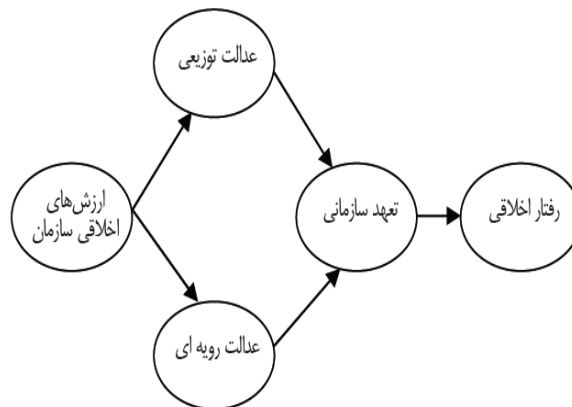 عدالت توزیعی
ارزش‌های
اخلاقی سازمان
تعهد سازمانی
رفتار اخلاقی
عدالت رویه ای